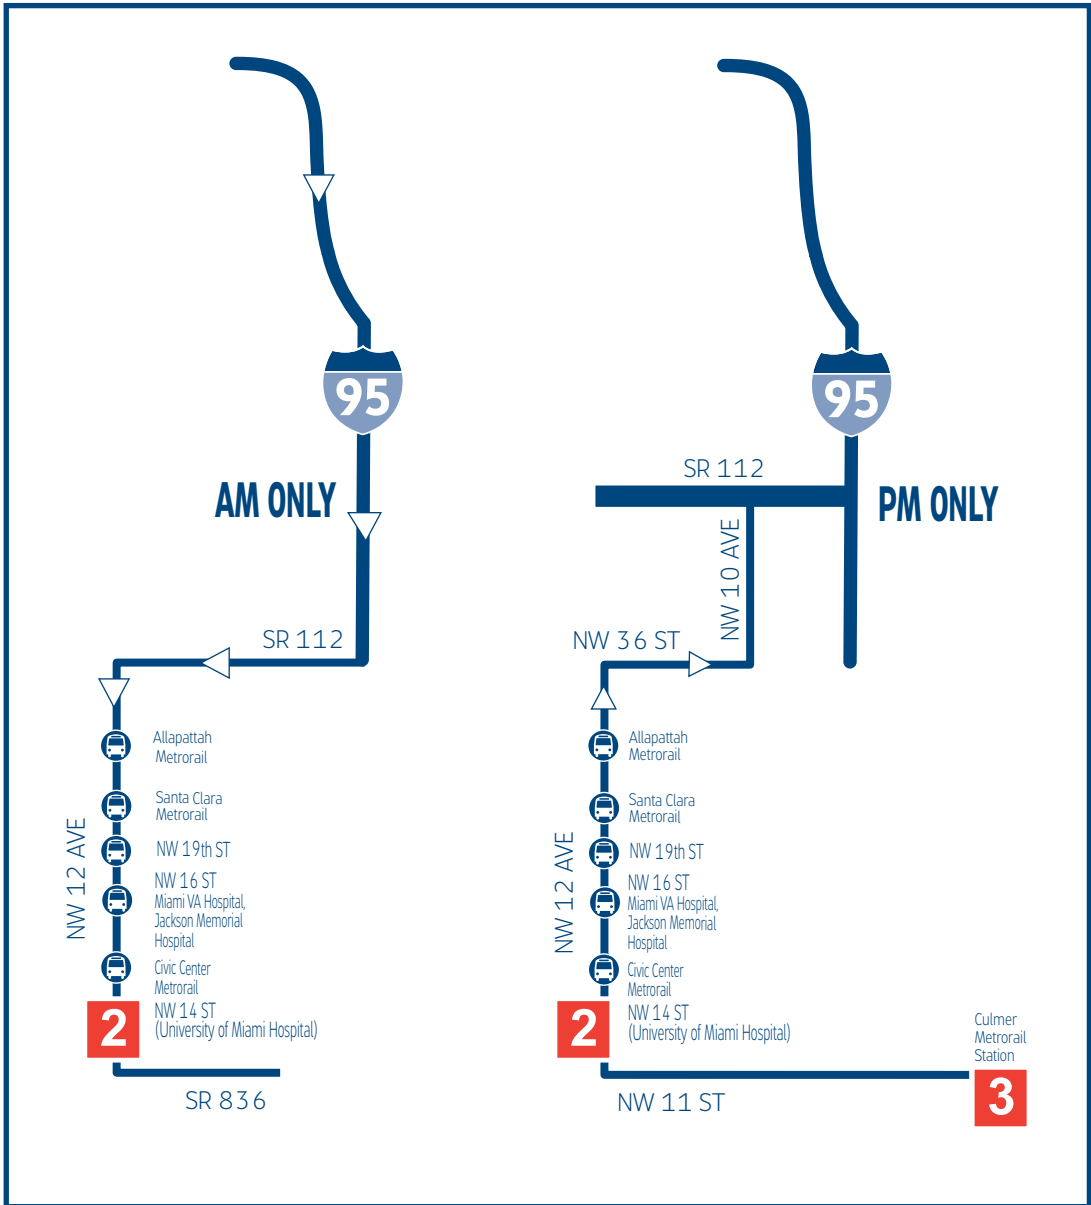 95
AM ONLY
SR 112
Allapattah
Metrorail
Santa Clara
Metrorail
NW 19th ST
NW 12 AVE
NW 16 ST
Miami VA Hospital,
Jackson Memorial
Hospital
Civic Center
Metrorail
2
NW 14 ST
(University of Miami Hospital)
SR 836
95
SR 112
PM ONLY
NW 10 AVE
NW 36 ST
Allapattah
Metrorail
Santa Clara
Metrorail
NW 19th ST
NW 12 AVE
NW 16 ST
Miami VA Hospital,
Jackson Memorial
Hospital
Civic Center
Metrorail
2
NW 14 ST
(University of Miami Hospital)
Culmer
Metrorail
Station
3
NW 11 ST